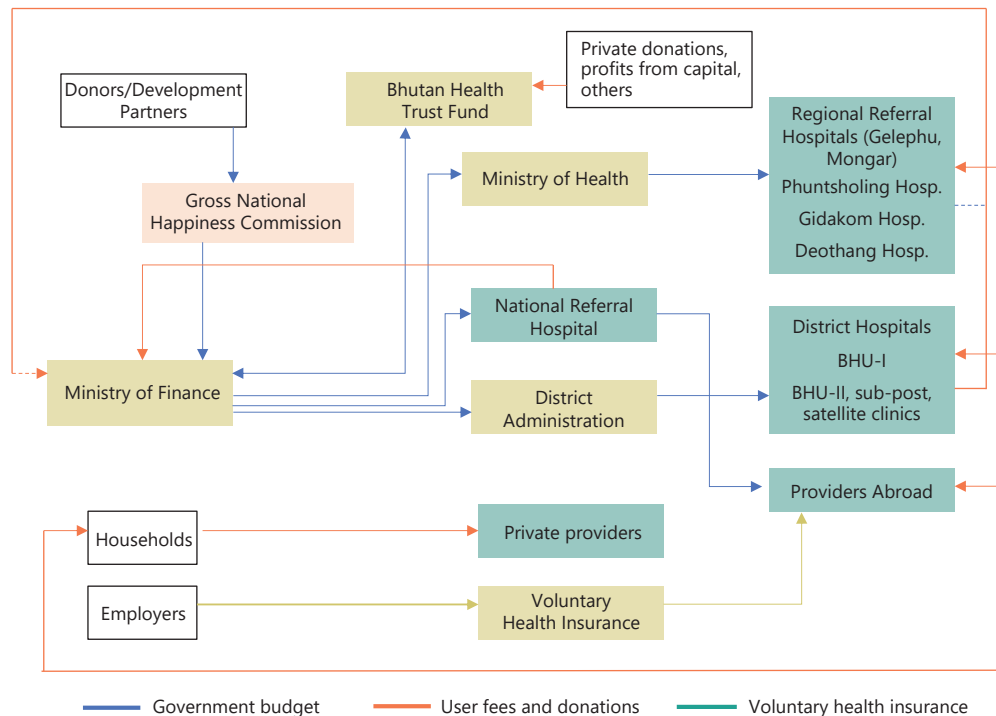 Private donations,
profits from capital,
others
Donors/Development
Partners
Bhutan Health
Trust Fund
Regional Referral
Hospitals (Gelephu,
Mongar)
Phuntsholing Hosp.
Gidakom Hosp.
Deothang Hosp.
Ministry of Health
Gross National
Happiness Commission
National Referral
Hospital
District Hospitals
BHU-I
BHU-II, sub-post,
satellite clinics
Ministry of Finance
District
Administration
Providers Abroad
Households
Private providers
Employers
Voluntary
Health Insurance
Government budget
User fees and donations
Voluntary health insurance